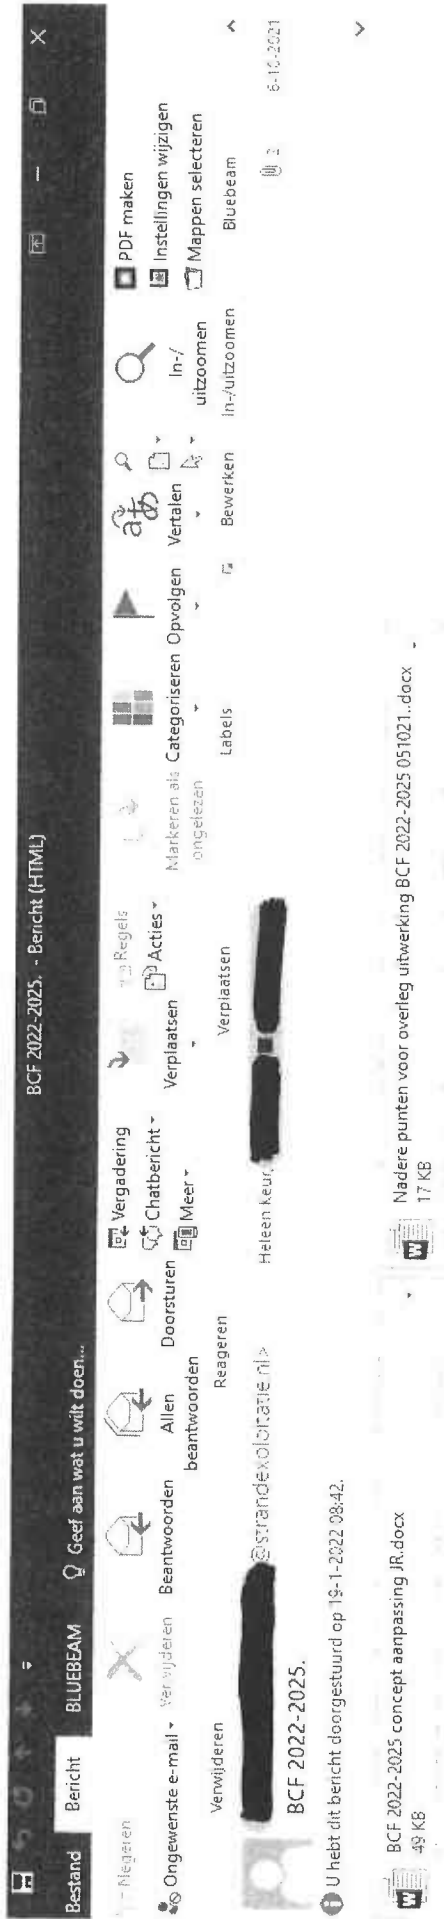 BCF 2022-2025. - Bericht (HTML)
Bestand Bericht BLUEBEAM Geef aan wat u wilt doen...
Negeren
Ongewenste e-mail
Verwijderen
Verwijderen
Beantwoorden
Allen beantwoorden
Doorsturen
Vergadering
Chatbericht
Meer
Reageren
Verplaatsen
Regels
Acties
Verplaatsen
Markeren als ongelezen
Categoriseren
Opvolgen
Labels
Vertalen
Bewerken
In-/
uitzoomen
In-/uitzoomen
PDF maken
Instellingen wijzigen
Mappen selecteren
Bluebeam
@strandexploitatie.nl>
Heleen Keur;
2
6-10-2021
BCF 2022-2025.
U hebt dit bericht doorgestuurd op 19-1-2022 08:42.
BCF 2022-2025 concept aanpassing JR.docx
49 KB
Nadere punten voor overleg uitwerking BCF 2022-2025 051021..docx
17 KB